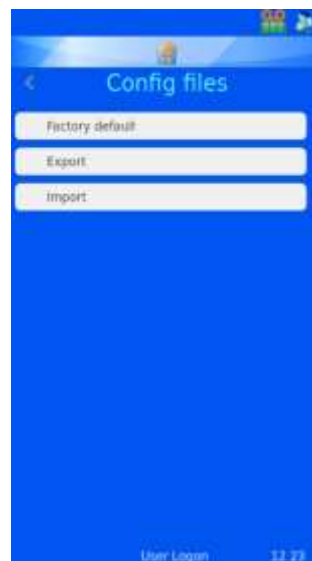 Config files
Factory default
Export
Import
User Logon 12 23